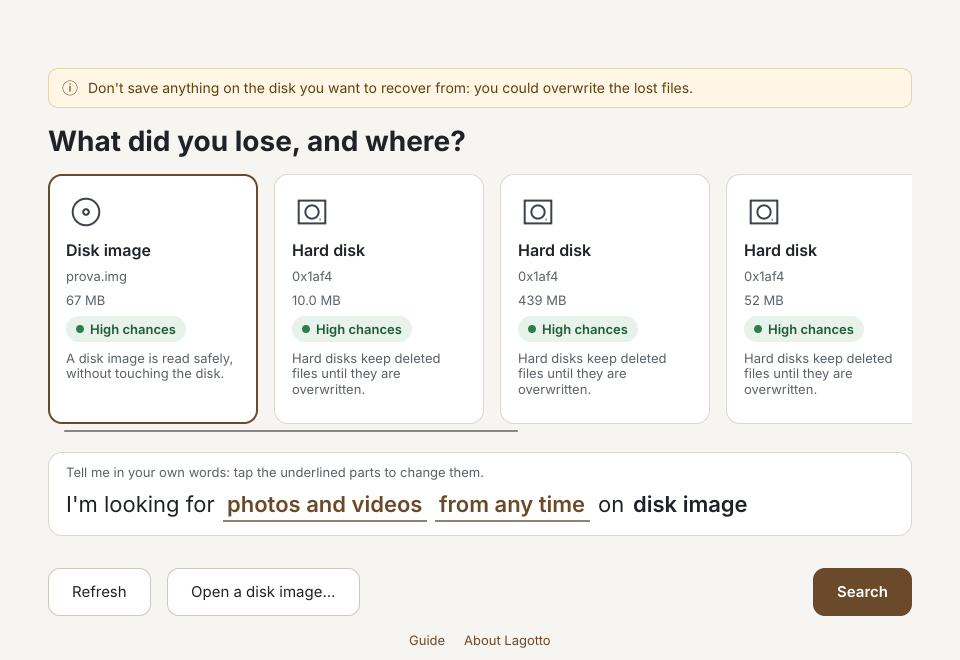 Don't save anything on the disk you want to recover from: you could overwrite the lost files.
What did you lose, and where?
Disk image
prova.img
67 MB
High chances
A disk image is read safely,
without touching the disk.
Hard disk
0x1af4
10.0 MB
High chances
Hard disks keep deleted
files until they are
overwritten.
Hard disk
0x1af4
439 MB
High chances
Hard disks keep deleted
files until they are
overwritten.
Hard disk
0x1af4
52 MB
High chances
Hard disks keep deleted
files until they are
overwritten.
Tell me in your own words: tap the underlined parts to change them.
I'm looking for photos and videos from any time on disk image
Refresh
Open a disk image...
Search
Guide
About Lagotto